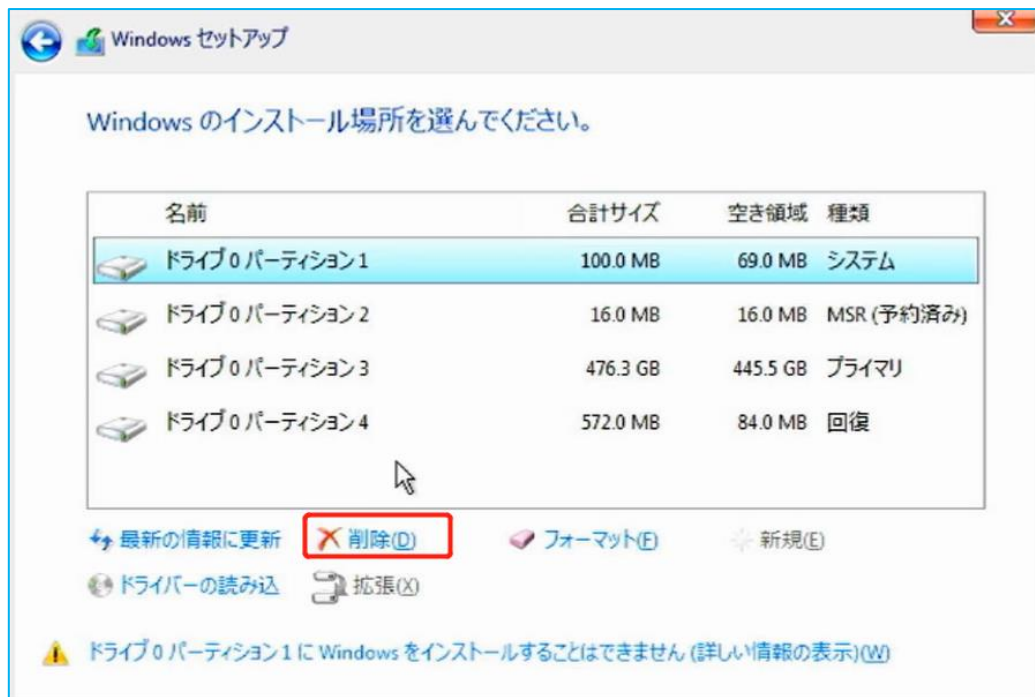 Windows セットアップ
Windows のインストール場所を選んでください。
名前 合計サイズ 空き領域 種類
ドライブ 0 パーティション 1 100.0 MB 69.0 MB システム
ドライブ 0 パーティション 2 16.0 MB 16.0 MB MSR (予約済み)
ドライブ 0 パーティション 3 476.3 GB 445.5 GB プライマリ
ドライブ 0 パーティション 4 572.0 MB 84.0 MB 回復
最新の情報に更新 削除(D) フォーマット(F) 新規(E)
ドライバーの読み込 拡張(X)
ドライブ 0 パーティション 1 に Windows をインストールすることはできません (詳しい情報の表示)(W)